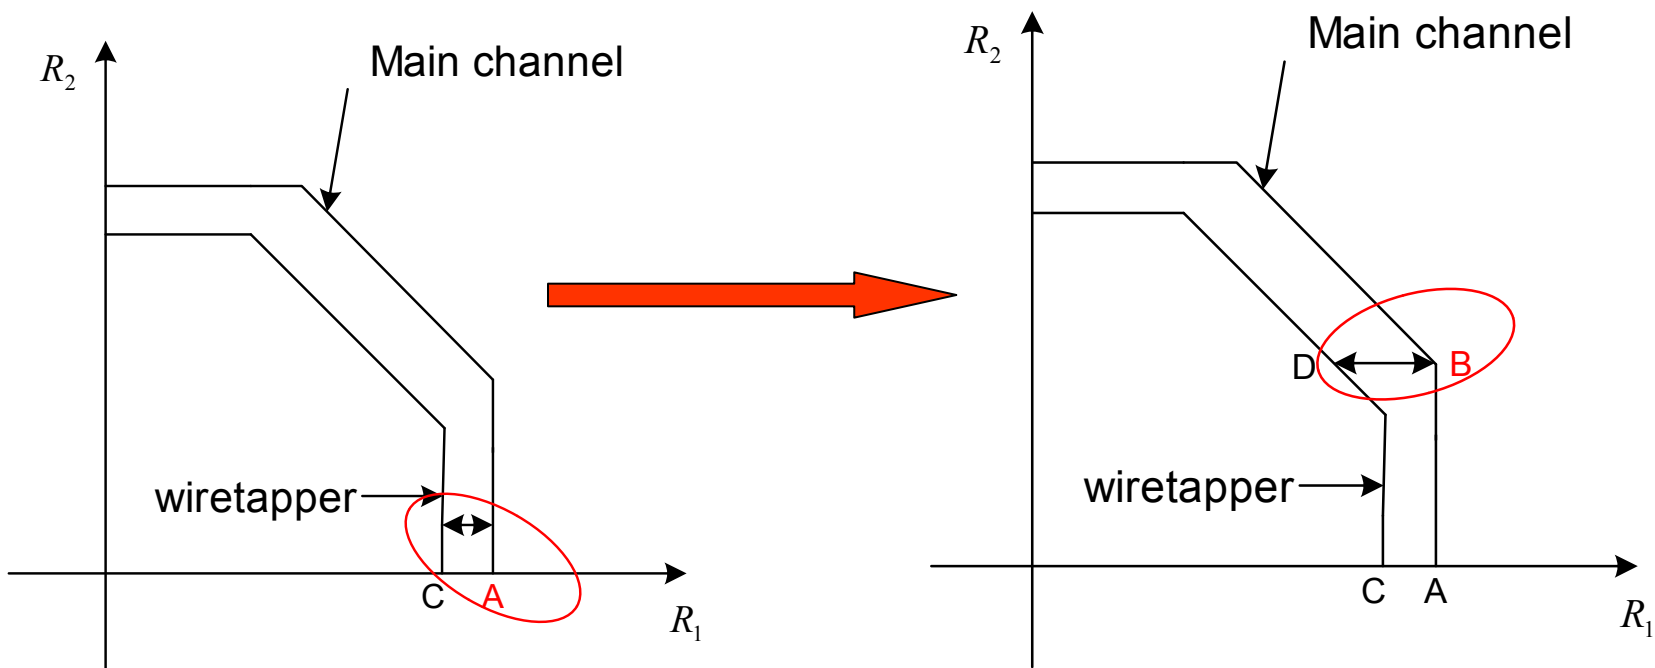 Main channel
R₂
wiretapper
C A
R₁
Main channel
R₂
D B
wiretapper
C A
R₁